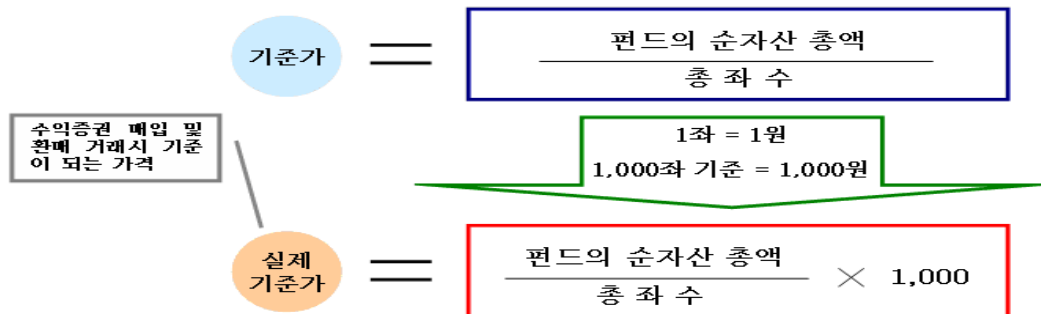 기준가
펀드의 순자산 총액
총 좌 수
수익증권 매입 및
환매 거래시 기준
이 되는 가격
1좌 = 1원
1,000좌 기준 = 1,000원
실제
기준가
펀드의 순자산 총액
총 좌 수
× 1,000